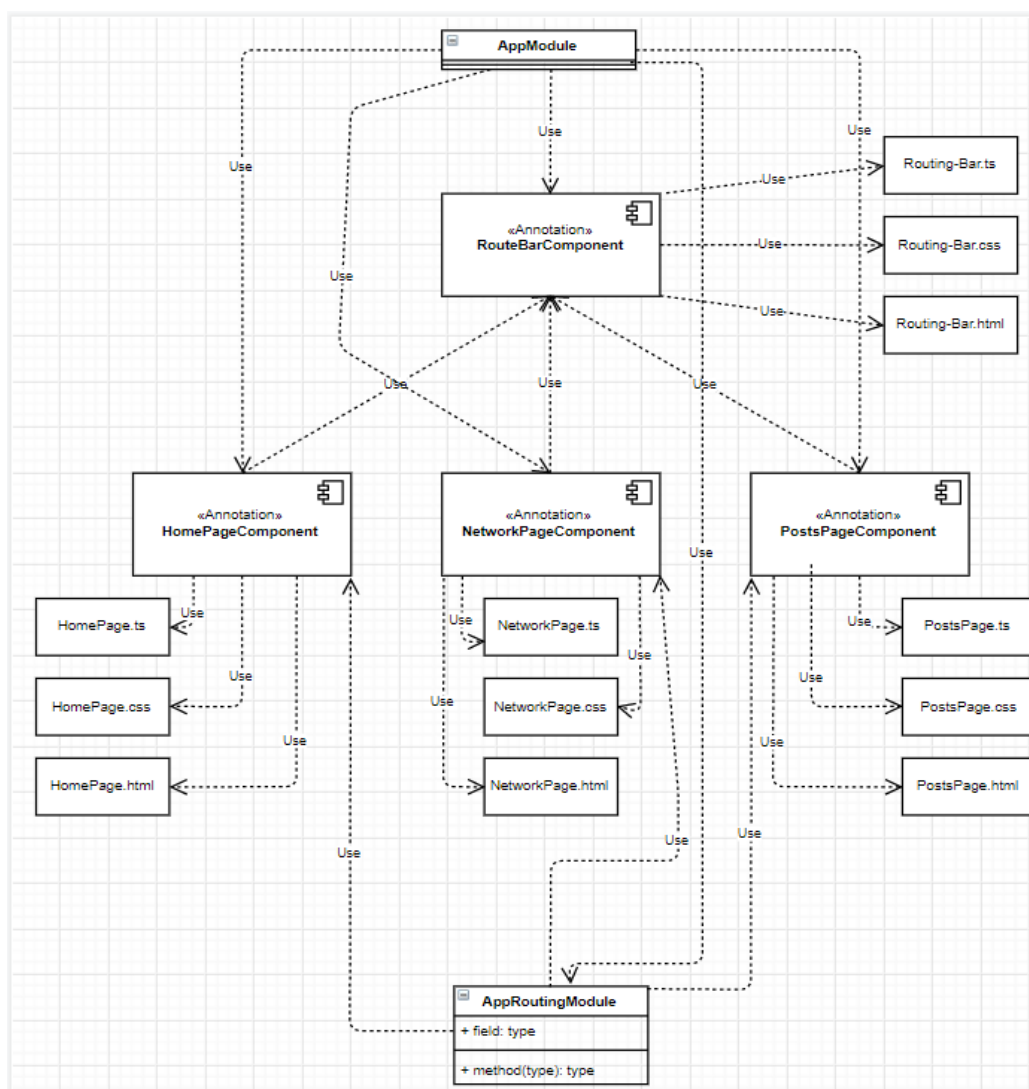 AppModule
Use
Use
Use
Use
Routing-Bar.ts
Use
«Annotation»
RouteBarComponent
Use
Routing-Bar.css
Use
Use
Routing-Bar.html
Use
Use
Use
«Annotation»
HomePageComponent
«Annotation»
NetworkPageComponent
«Annotation»
PostsPageComponent
Use
Use
HomePage.ts
Use
NetworkPage.ts
Use
PostsPage.ts
Use
Use
Use
HomePage.css
NetworkPage.css
PostsPage.css
Use
Use
Use
HomePage.html
NetworkPage.html
PostsPage.html
Use
Use
Use
AppRoutingModule
+ field: type
+ method(type): type